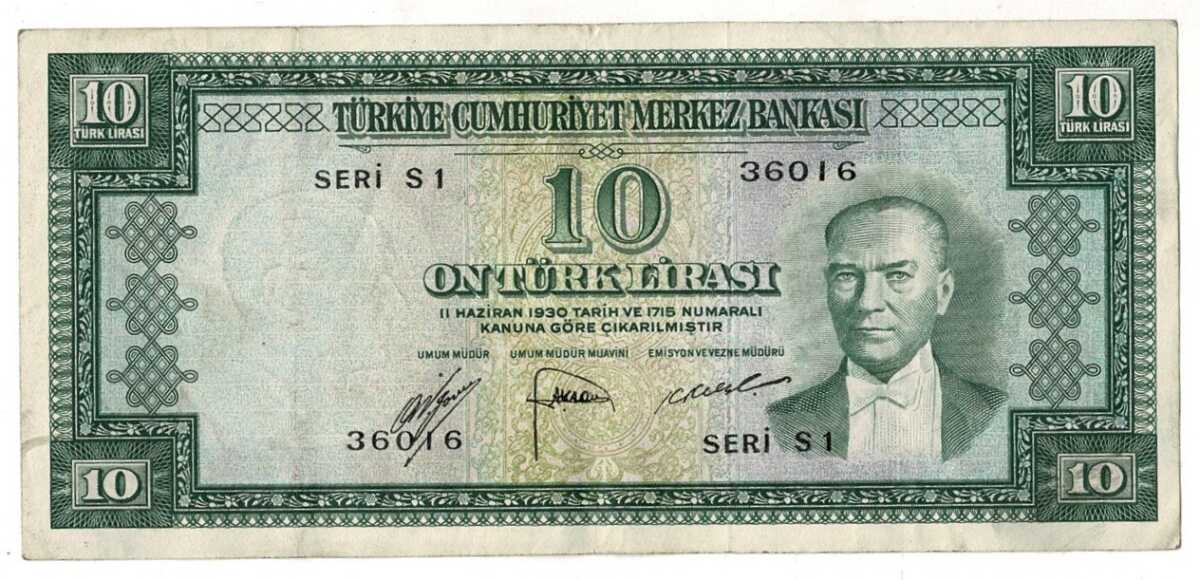 10
TÜRK LİRASI
TÜRKİYE CUMHURİYET MERKEZ BANKASI
10
TÜRK LİRASI
SERİ S 1
36016
10
ON TÜRK LİRASI
11 HAZİRAN 1930 TARİH VE 1715 NUMARALI
KANUNA GÖRE ÇIKARILMIŞTIR
UMUM MÜDÜR
UMUM MÜDÜR MUAVİNİ
EMİSYON VE VEZNE MÜDÜRÜ
36016
SERİ S 1
10
10